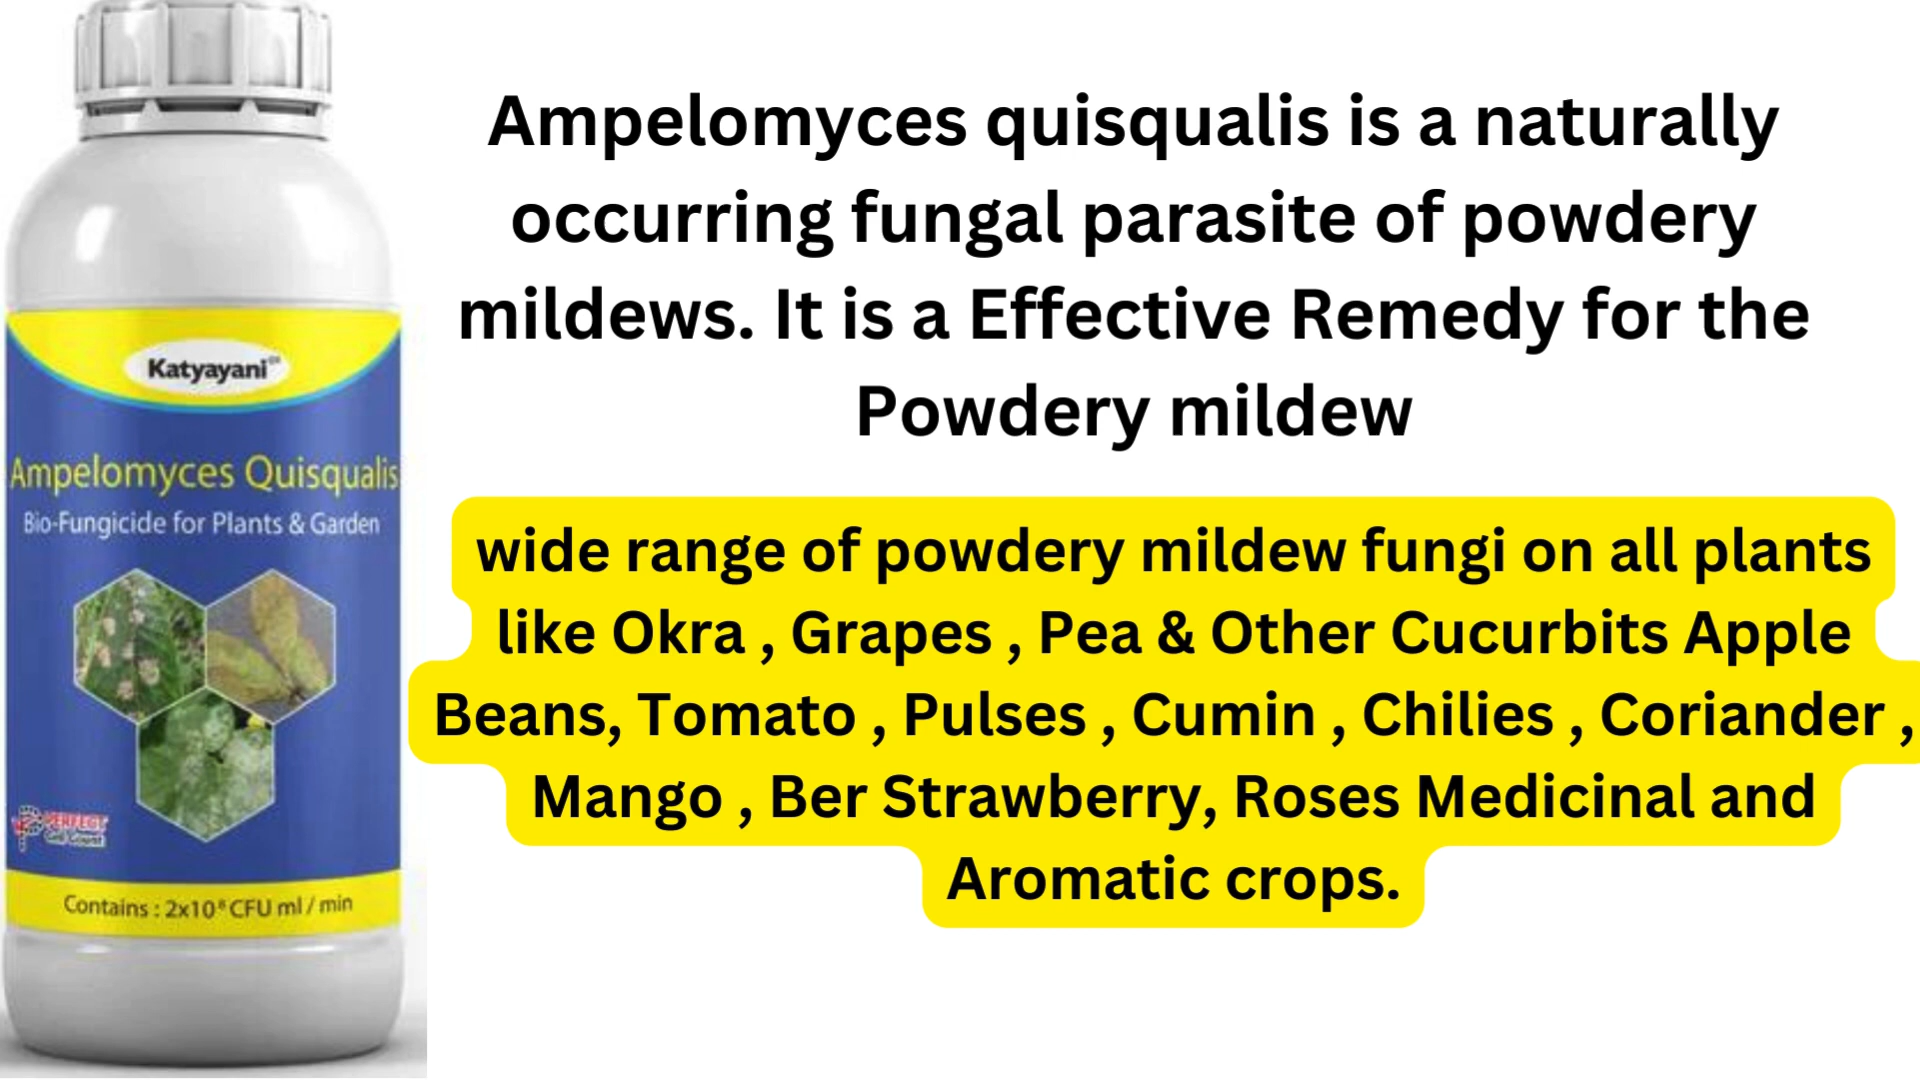 Katyayani
Ampelomyces Quisqualis
Bio-Fungicide for Plants & Garden
PERFECT
Cell Count
Contains : 2x10⁸ CFU ml / min
Ampelomyces quisqualis is a naturally
occurring fungal parasite of powdery
mildews. It is a Effective Remedy for the
Powdery mildew
wide range of powdery mildew fungi on all plants
like Okra , Grapes , Pea & Other Cucurbits Apple
Beans, Tomato , Pulses , Cumin , Chilies , Coriander ,
Mango , Ber Strawberry, Roses Medicinal and
Aromatic crops.